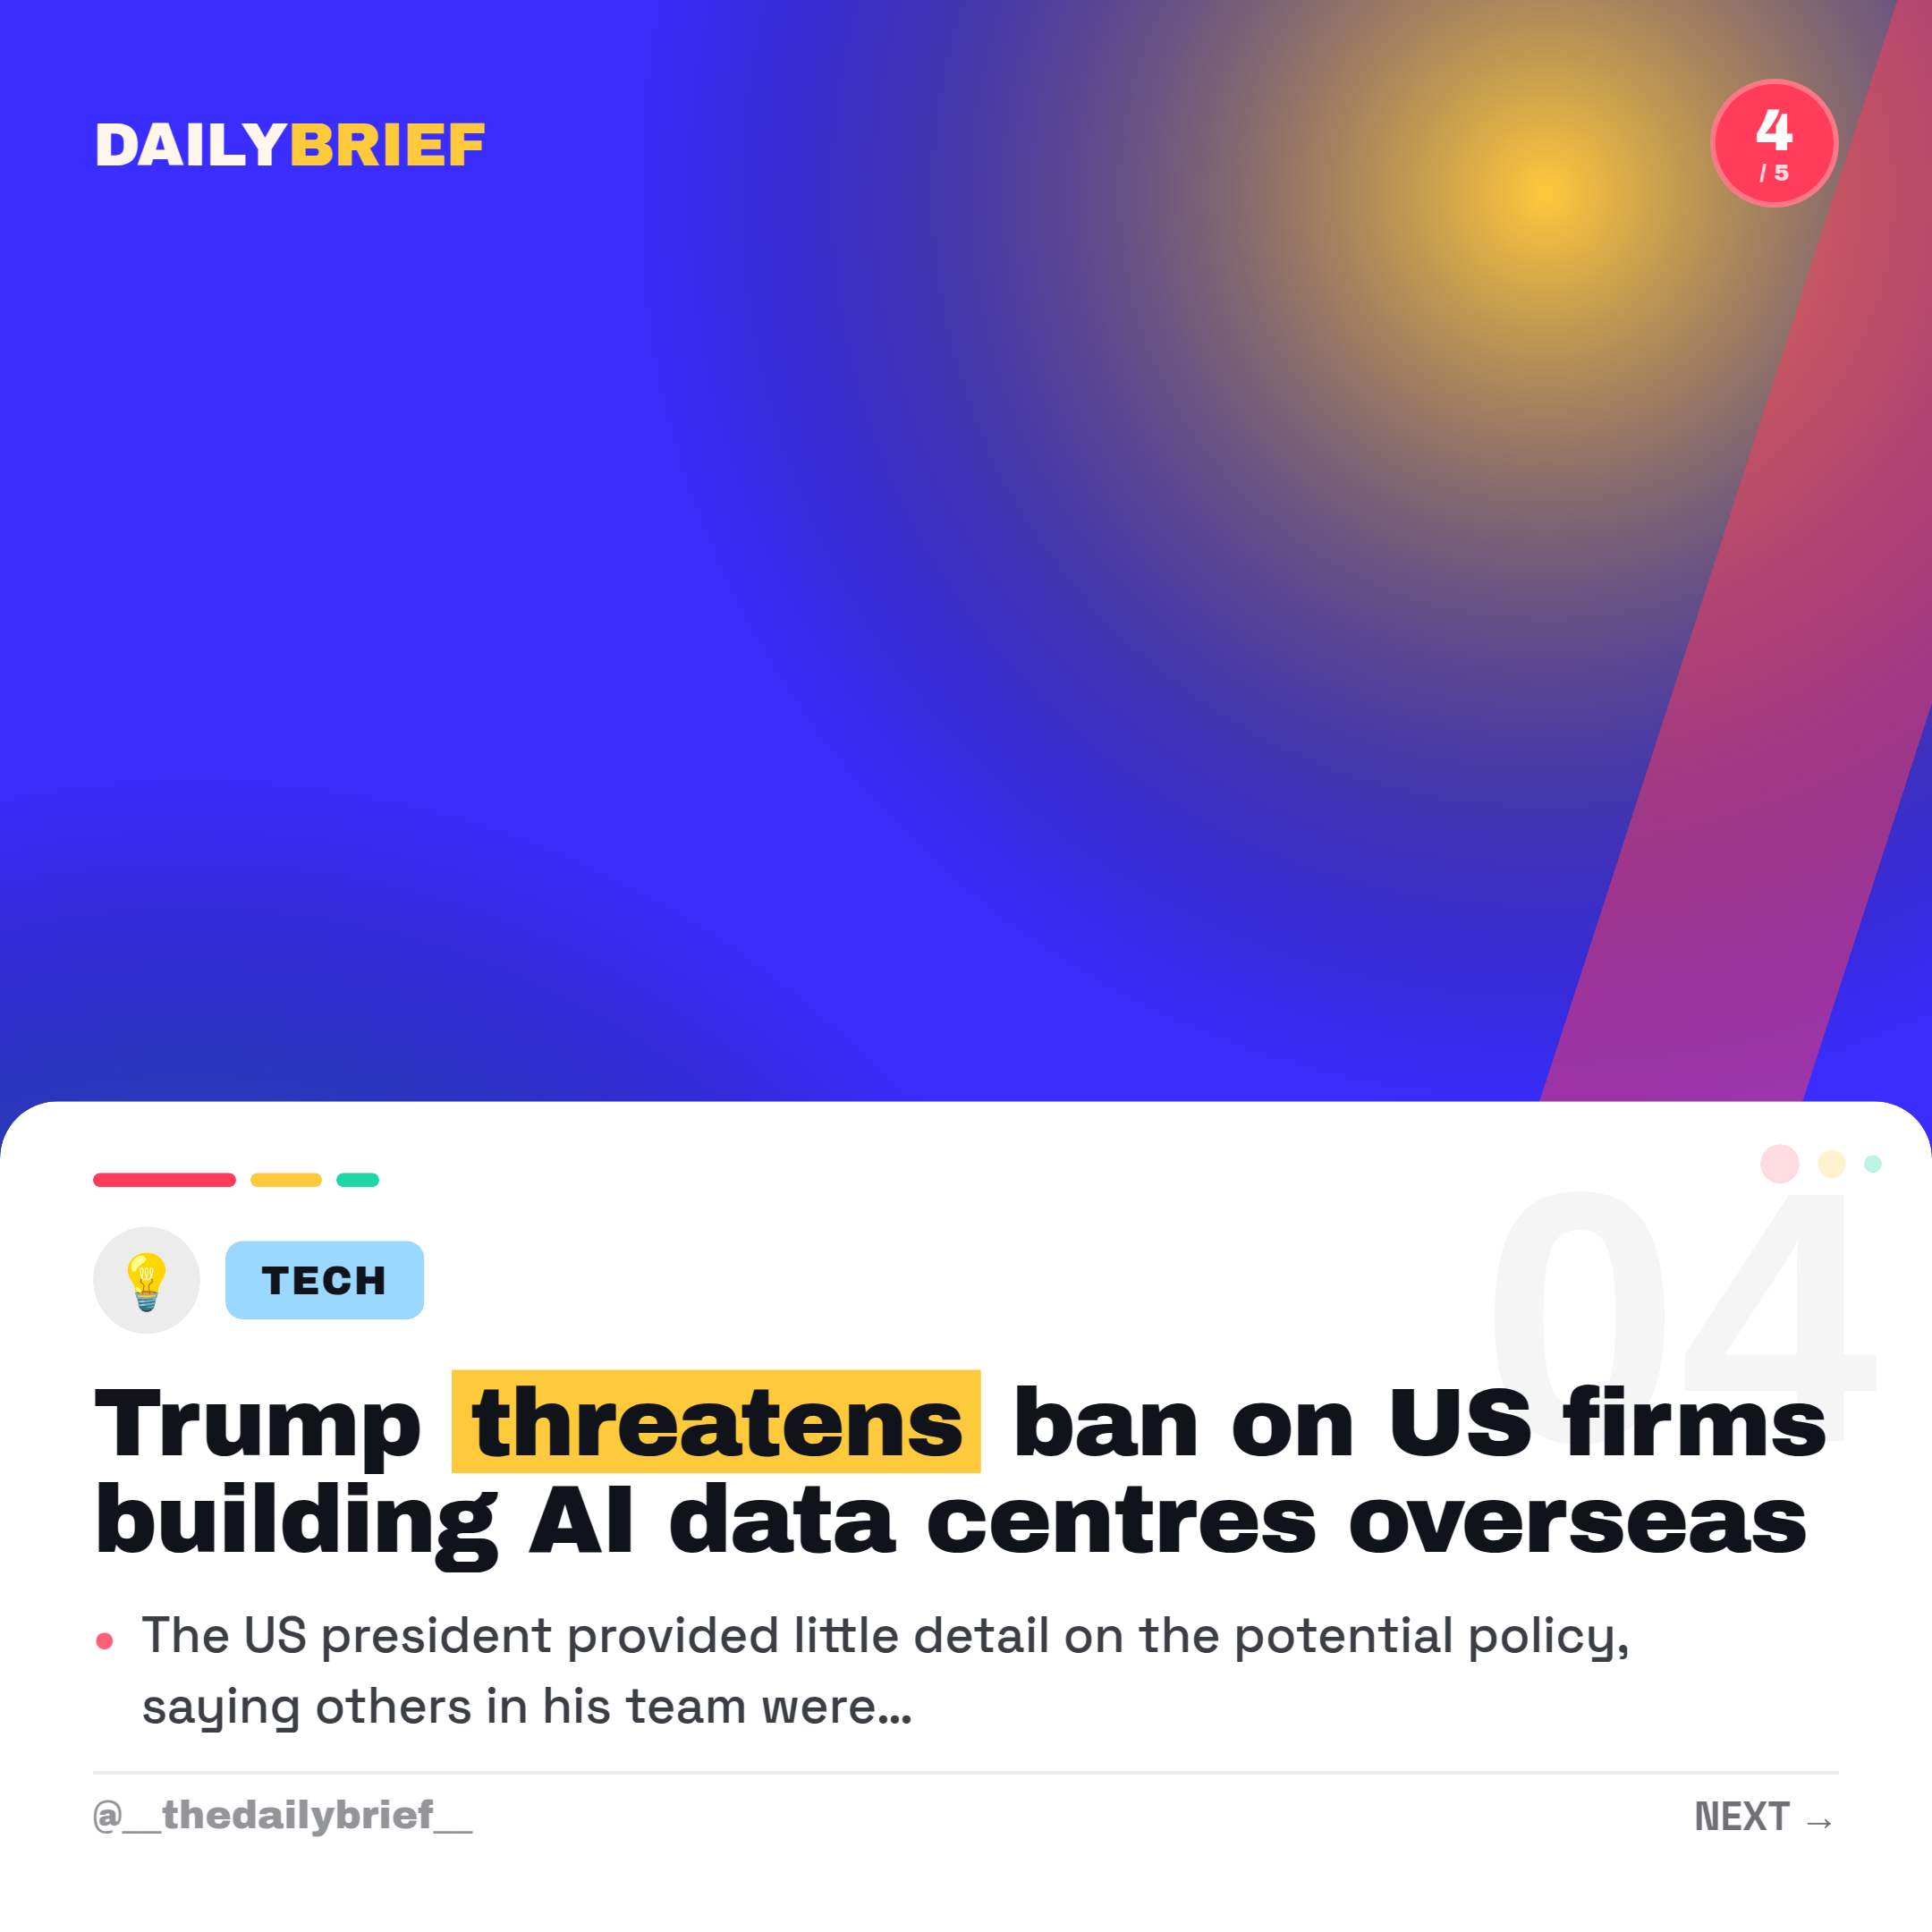 DAILYBRIEF
4
/ 5
04
💡 TECH
Trump threatens ban on US firms
building AI data centres overseas
• The US president provided little detail on the potential policy,
saying others in his team were...
@__thedailybrief__
NEXT →